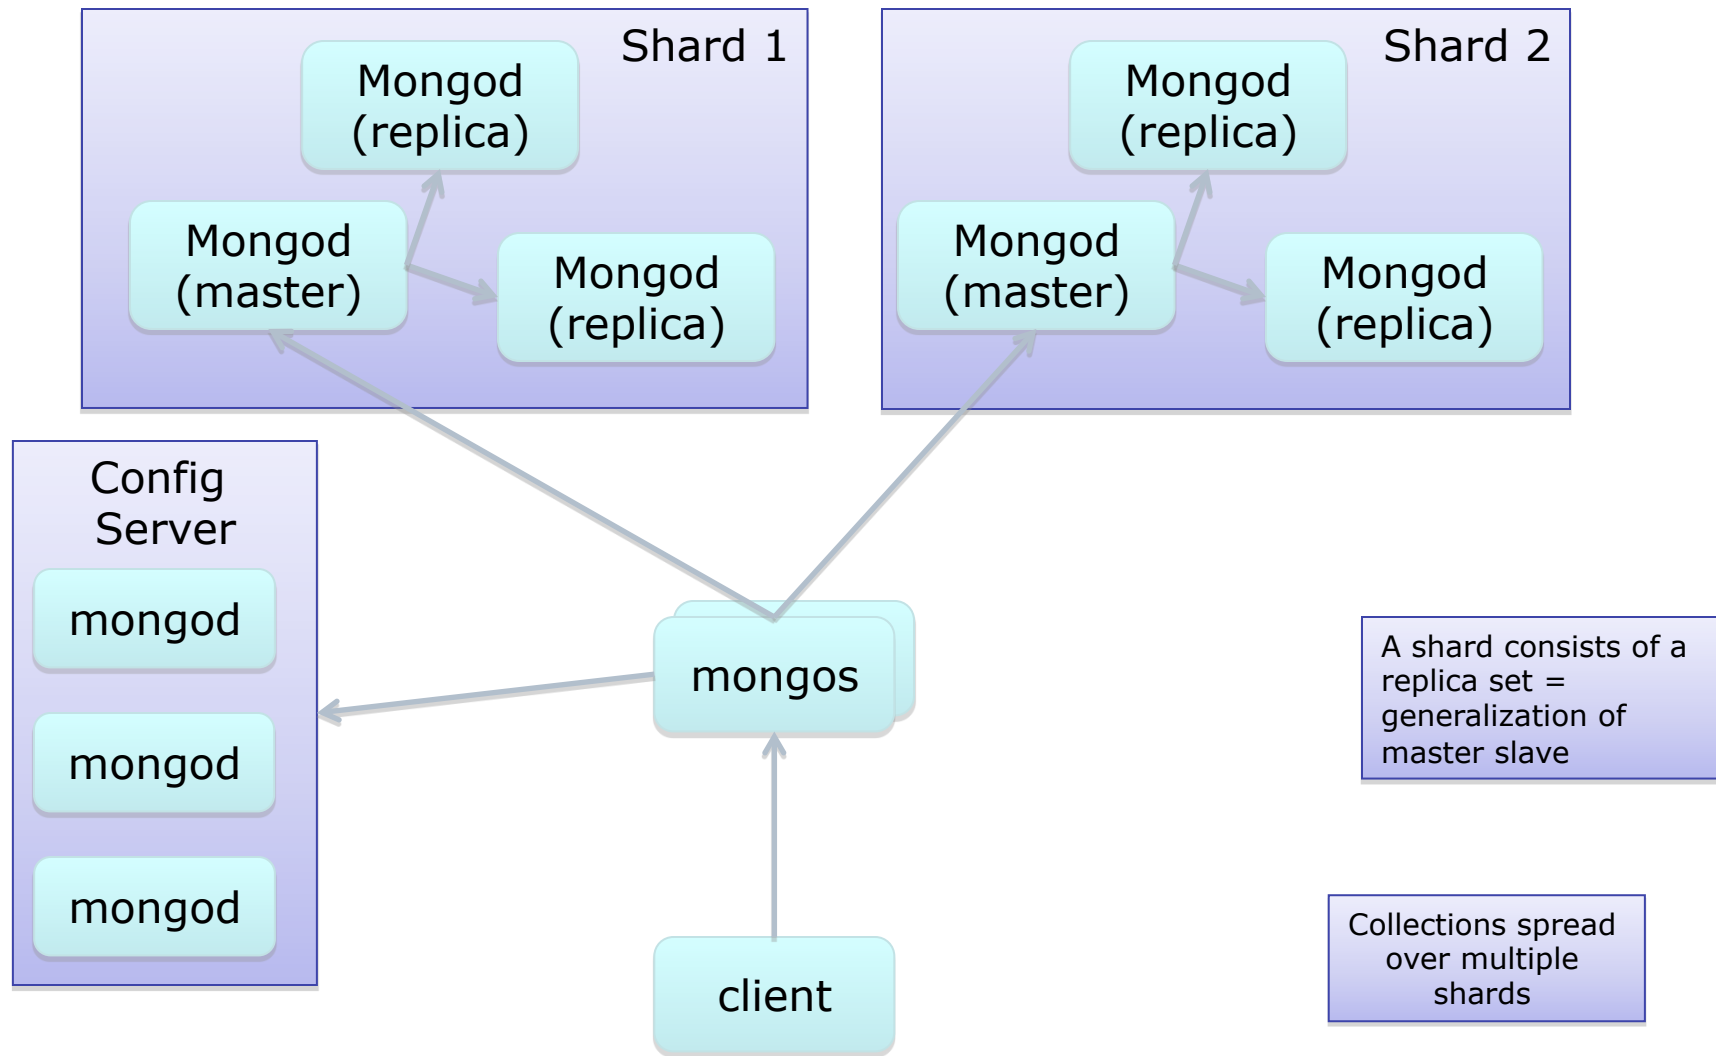 Shard 1
Mongod
(replica)
Mongod
(master)
Mongod
(replica)
Shard 2
Mongod
(replica)
Mongod
(master)
Mongod
(replica)
Config
Server
mongod
mongod
mongod
mongos
client
A shard consists of a
replica set =
generalization of
master slave
Collections spread
over multiple
shards